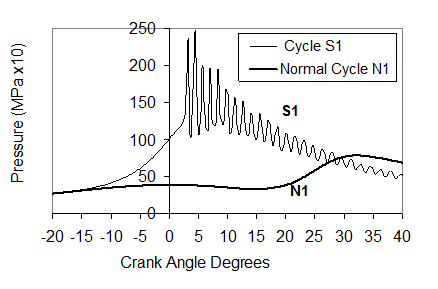 Pressure (MPa x10)
250
200
150
100
50
0
Cycle S1
Normal Cycle N1
S1
N1
-20 -15 -10 -5 0 5 10 15 20 25 30 35 40
Crank Angle Degrees